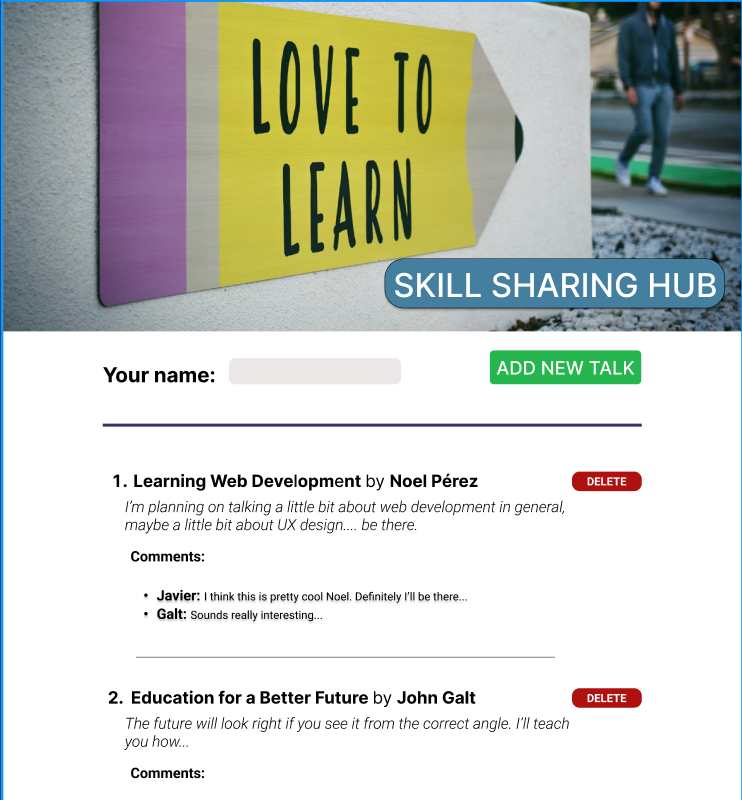 LOVE TO
LEARN
SKILL SHARING HUB
Your name:
ADD NEW TALK
1. Learning Web Development by Noel Pérez
DELETE
I'm planning on talking a little bit about web development in general,
maybe a little bit about UX design.... be there.
Comments:
• Javier: I think this is pretty cool Noel. Definitely I'll be there...
• Galt: Sounds really interesting...
2. Education for a Better Future by John Galt
DELETE
The future will look right if you see it from the correct angle. I'll teach
you how...
Comments: